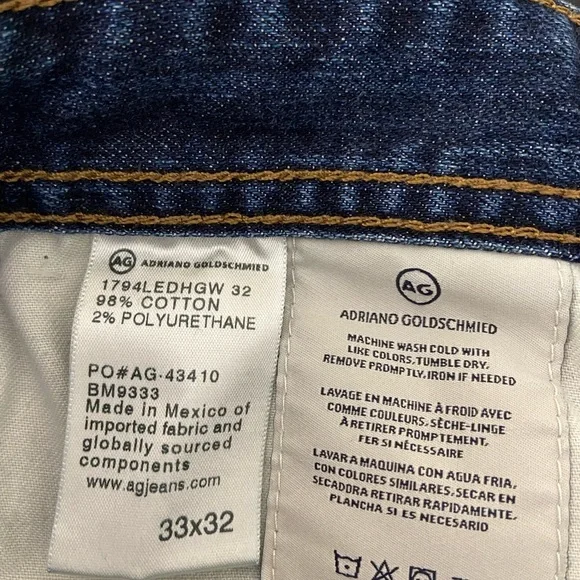 AG ADRIANO GOLDSCHMIED
1794LEDHGW 32
98% COTTON
2% POLYURETHANE
PO#AG-43410
BM9333
Made in Mexico of
imported fabric and
globally sourced
components
www.agjeans.com
33x32
AG
ADRIANO GOLDSCHMIED
MACHINE WASH COLD WITH
LIKE COLORS, TUMBLE DRY,
REMOVE PROMPTLY, IRON IF NEEDED
LAVAGE EN MACHINE À FROID AVEC
COMME COULEURS, SÈCHE-LINGE
À RETIRER PROMPTEMENT,
FER SI NÉCESSAIRE
LAVAR A MAQUINA CON AGUA FRIA,
CON COLORES SIMILARES, SECAR EN
SECADORA RETIRAR RAPIDAMENTE,
PLANCHA SI ES NECESARIO